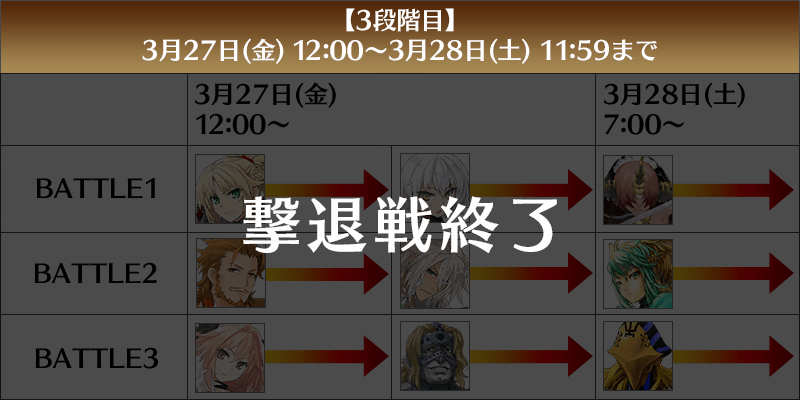 【3段階目】
3月27日(金) 12:00〜3月28日(土) 11:59まで
3月27日(金)
12:00〜
3月28日(土)
7:00〜
BATTLE1
撃退戦終了
BATTLE2
BATTLE3